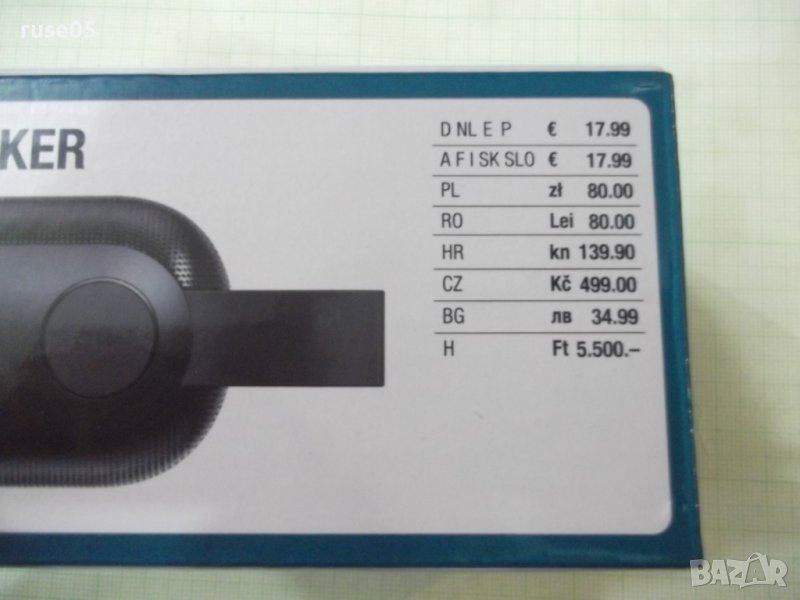 ruse05
KER
D NL E P € 17.99
A F I SK SLO € 17.99
PL zł 80.00
RO Lei 80.00
HR kn 139.90
CZ Kč 499.00
BG лв 34.99
H Ft 5.500.–
BAZAR